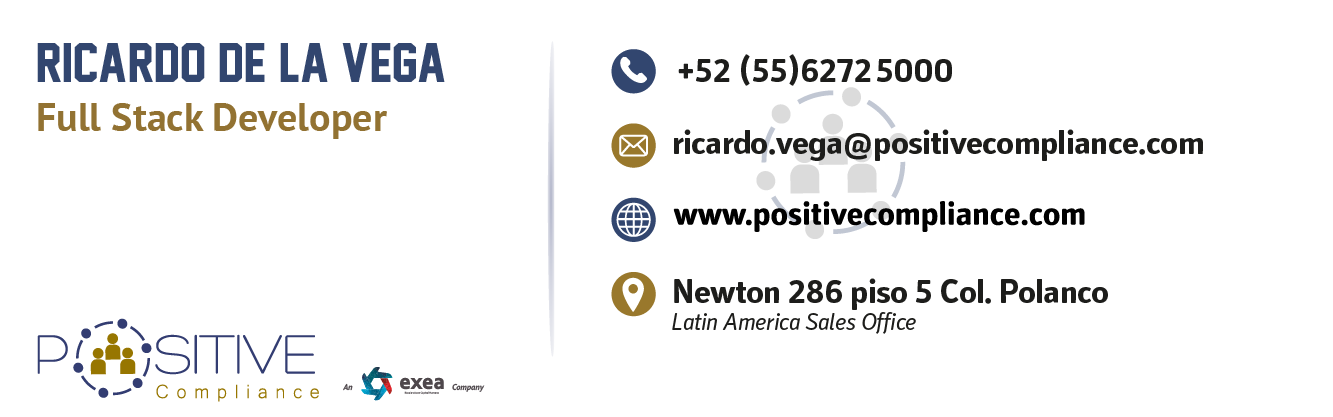 RICARDO DE LA VEGA
Full Stack Developer
+52 (55)6272 5000
ricardo.vega@positivecompliance.com
www.positivecompliance.com
Newton 286 piso 5 Col. Polanco
Latin America Sales Office
POSITIVE
Compliance
An exea Company